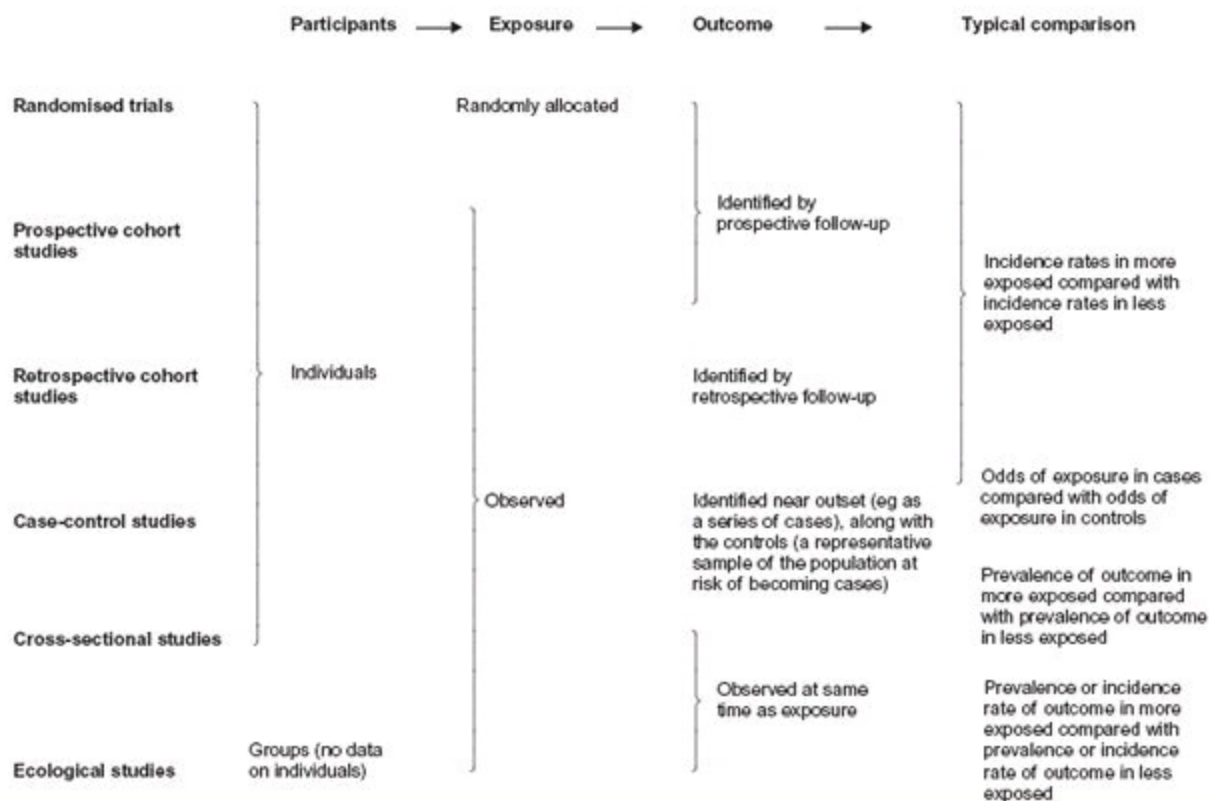 Participants → Exposure → Outcome → Typical comparison
Randomised trials
Randomly allocated
Prospective cohort
studies
Identified by
prospective follow-up
Incidence rates in more
exposed compared with
incidence rates in less
exposed
Retrospective cohort
studies
Individuals
Identified by
retrospective follow-up
Case-control studies
Observed
Identified near outset (eg as
a series of cases), along with
the controls (a representative
sample of the population at
risk of becoming cases)
Odds of exposure in cases
compared with odds of
exposure in controls
Cross-sectional studies
Prevalence of outcome in
more exposed compared
with prevalence of outcome
in less exposed
Observed at same
time as exposure
Ecological studies
Groups (no data
on individuals)
Prevalence or incidence
rate of outcome in more
exposed compared with
prevalence or incidence
rate of outcome in less
exposed